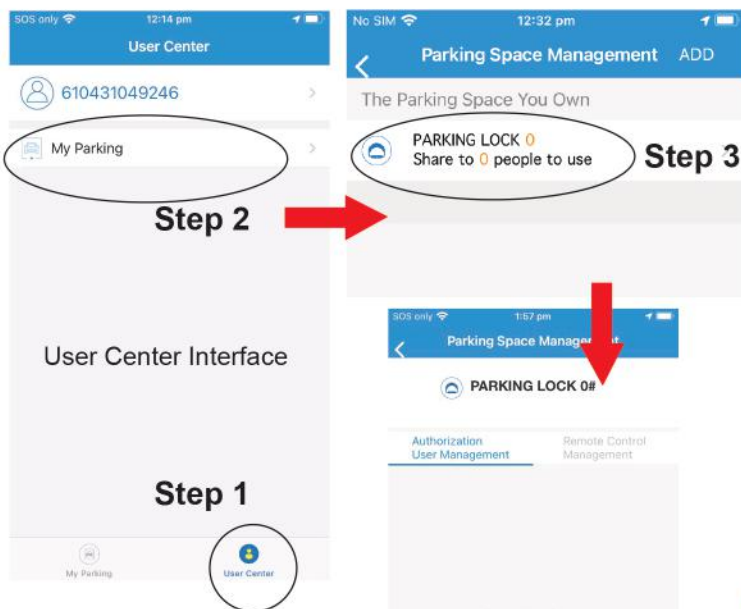 SOS only 12:14 pm
User Center
610431049246
My Parking
Step 2
User Center Interface
Step 1
My Parking
User Center
No SIM 12:32 pm
Parking Space Management ADD
The Parking Space You Own
PARKING LOCK 0
Share to 0 people to use
Step 3
SOS only 1:57 pm
Parking Space Management
PARKING LOCK 0#
Authorization
User Management
Remote Control
Management